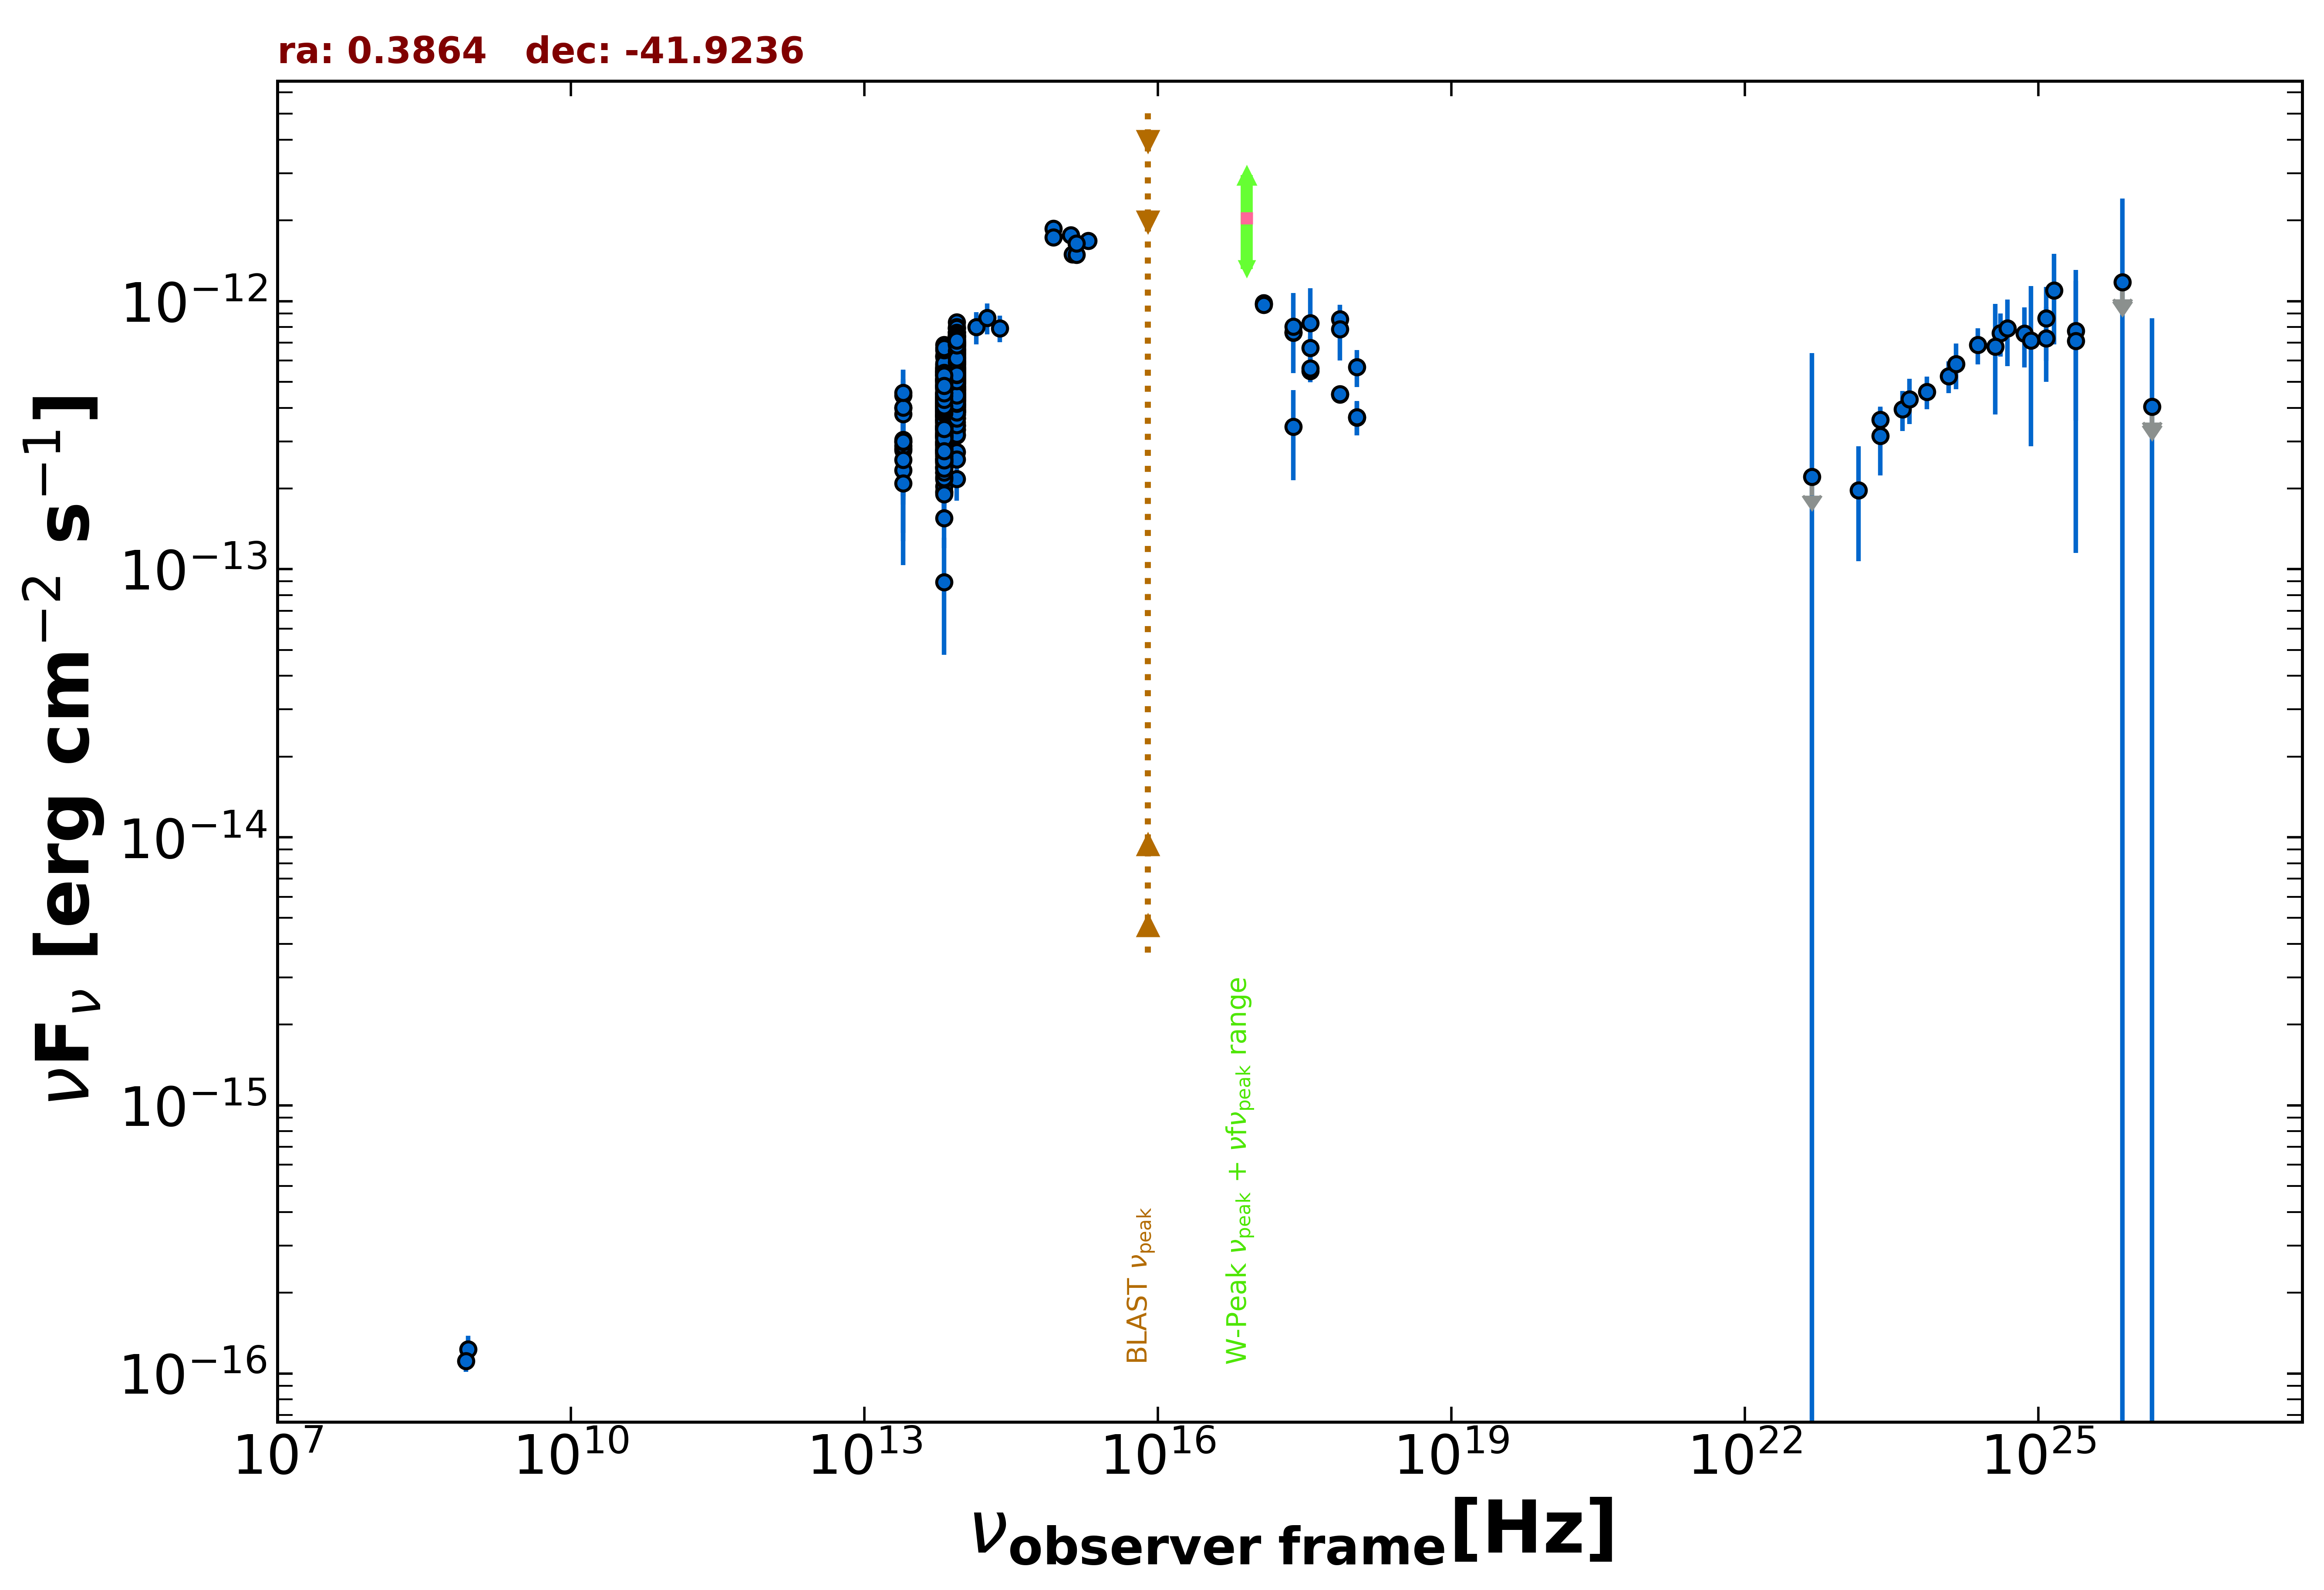 ra: 0.3864   dec: -41.9236
νFν [erg cm−2 s−1]
10−12
10−13
10−14
10−15
10−16
BLAST νpeak
W-Peak νpeak + νfνpeak range
107
1010
1013
1016
1019
1022
1025
νobserver frame[Hz]